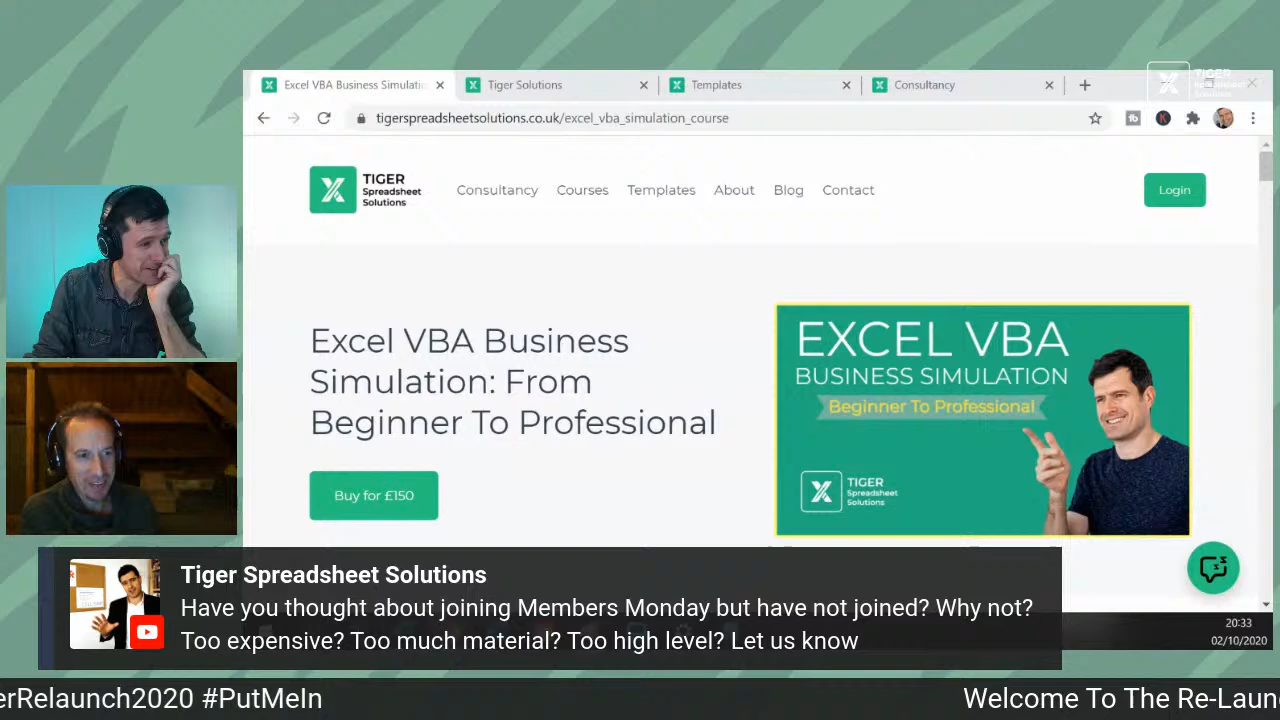 Excel VBA Business Simulatic
Tiger Solutions
Templates
Consultancy
TIGER
tigerspreadsheetsolutions.co.uk/excel_vba_simulation_course
TIGER
Spreadsheet
Solutions
Consultancy
Courses
Templates
About
Blog
Contact
Login
Excel VBA Business
Simulation: From
Beginner To Professional
Buy for £150
EXCEL VBA
BUSINESS SIMULATION
Beginner To Professional
TIGER
Spreadsheet
Solutions
Tiger Spreadsheet Solutions
Have you thought about joining Members Monday but have not joined? Why not?
Too expensive? Too much material? Too high level? Let us know
20:33
02/10/2020
erRelaunch2020 #PutMeIn
Welcome To The Re-Laun